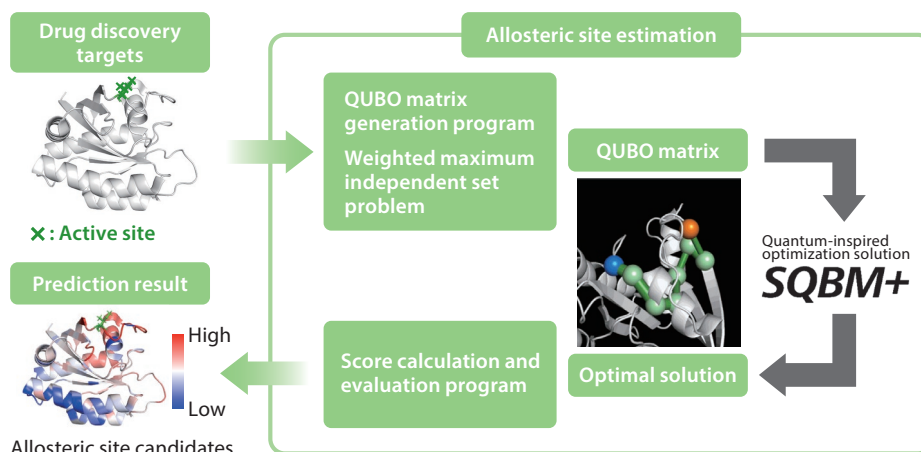 Drug discovery
targets
× : Active site
Prediction result
High
Low
Allosteric site candidates
Allosteric site estimation
QUBO matrix
generation program
Weighted maximum
independent set
problem
QUBO matrix
Quantum-inspired
optimization solution
SQBM+
Optimal solution
Score calculation and
evaluation program